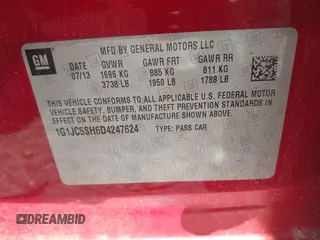 GM
MFD BY GENERAL MOTORS LLC
07/13 GVWR GAWR FRT GAWR RR
1696 KG 885 KG 811 KG
3738 LB 1950 LB 1788 LB
THIS VEHICLE CONFORMS TO ALL APPLICABLE U.S. FEDERAL MOTOR
VEHICLE SAFETY, BUMPER, AND THEFT PREVENTION STANDARDS
IN EFFECT ON THE DATE OF MANUFACTURE SHOWN ABOVE.
1G1JC5SH6D4247624 TYPE: PASS CAR
DREAMBID